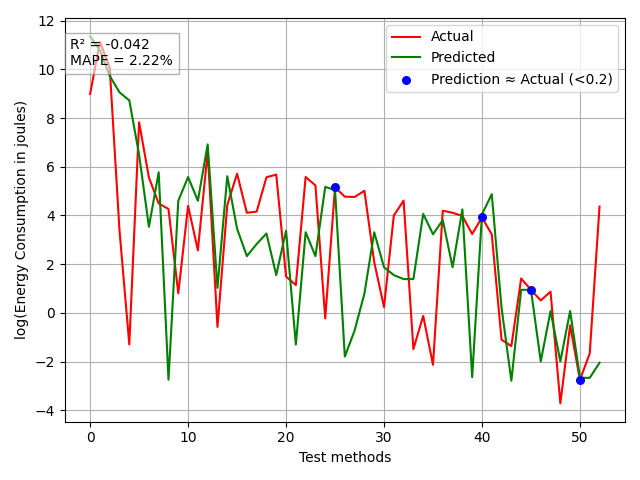 R² = -0.042
MAPE = 2.22%
Actual
Predicted
Prediction ≈ Actual (<0.2)
log(Energy Consumption in joules)
12
10
8
6
4
2
0
−2
−4
0 10 20 30 40 50
Test methods